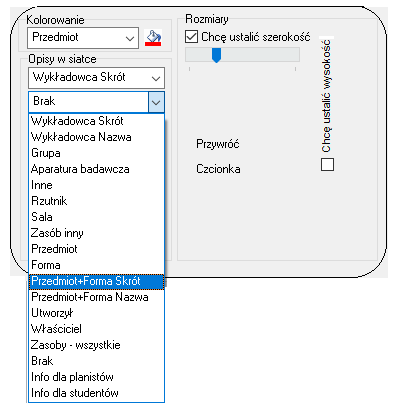 Kolorowanie
Przedmiot
Opisy w siatce
Wykładowca Skrót
Brak
Wykładowca Skrót
Wykładowca Nazwa
Grupa
Aparatura badawcza
Inne
Rzutnik
Sala
Zasób inny
Przedmiot
Forma
Przedmiot+Forma Skrót
Przedmiot+Forma Nazwa
Utworzył
Właściciel
Zasoby - wszystkie
Brak
Info dla planistów
Info dla studentów
Rozmiary
Chcę ustalić szerokość
Przywróć
Czcionka
Chcę ustalić wysokość